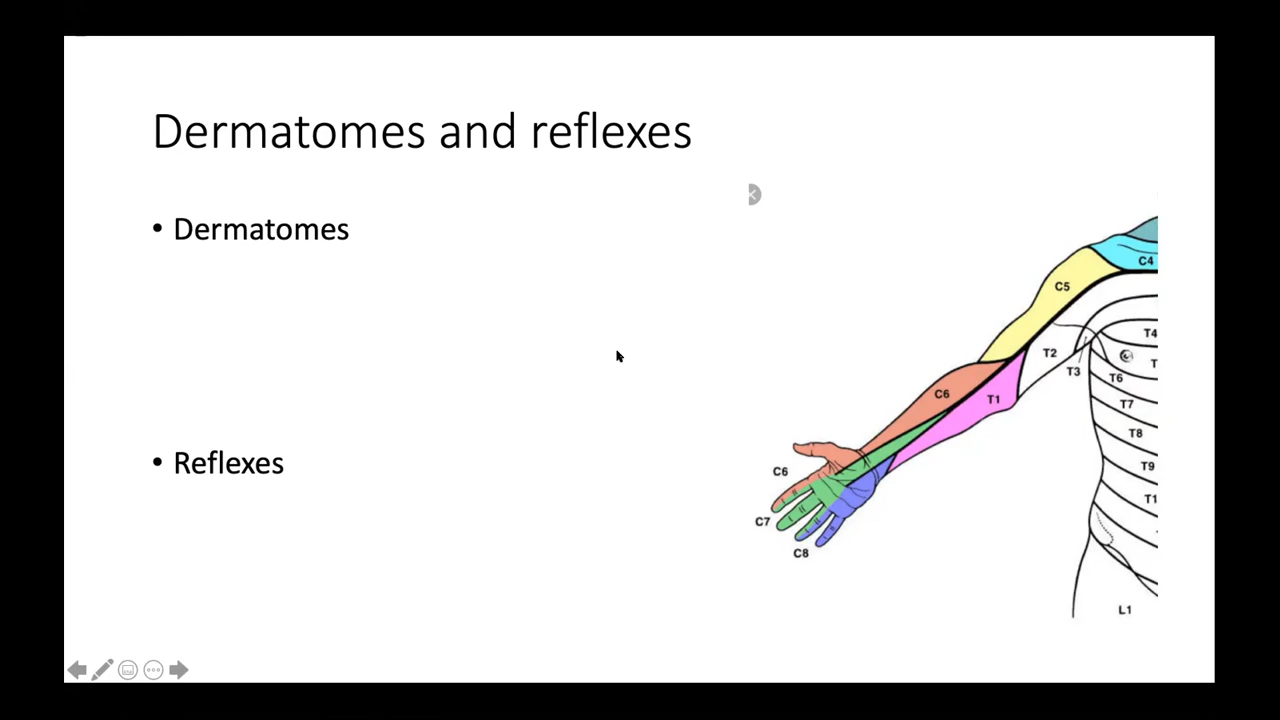 Dermatomes and reflexes
• Dermatomes
• Reflexes
C4
C5
T4
T2
T
T3
T6
C6
T1
T7
T8
T9
C6
T1
C7
C8
L1